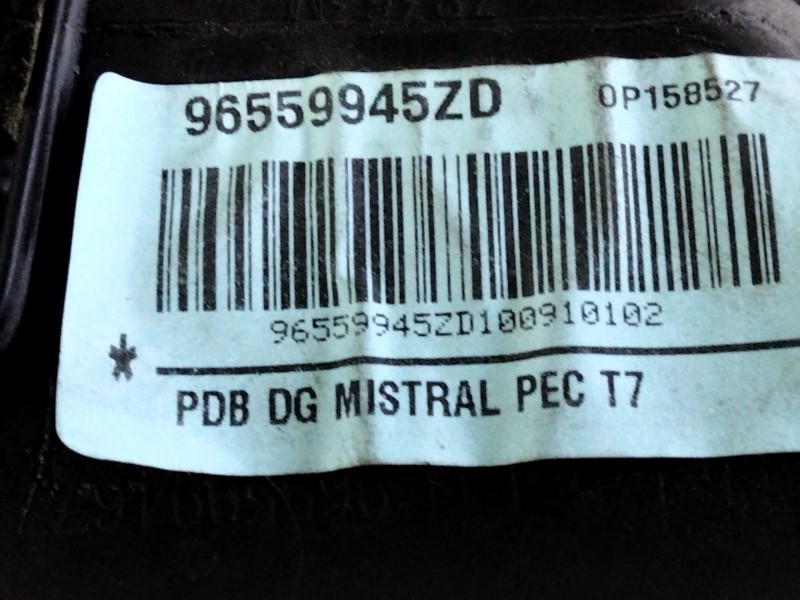 96559945ZD 0P158527
96559945ZD100910102
*
PDB DG MISTRAL PEC T7